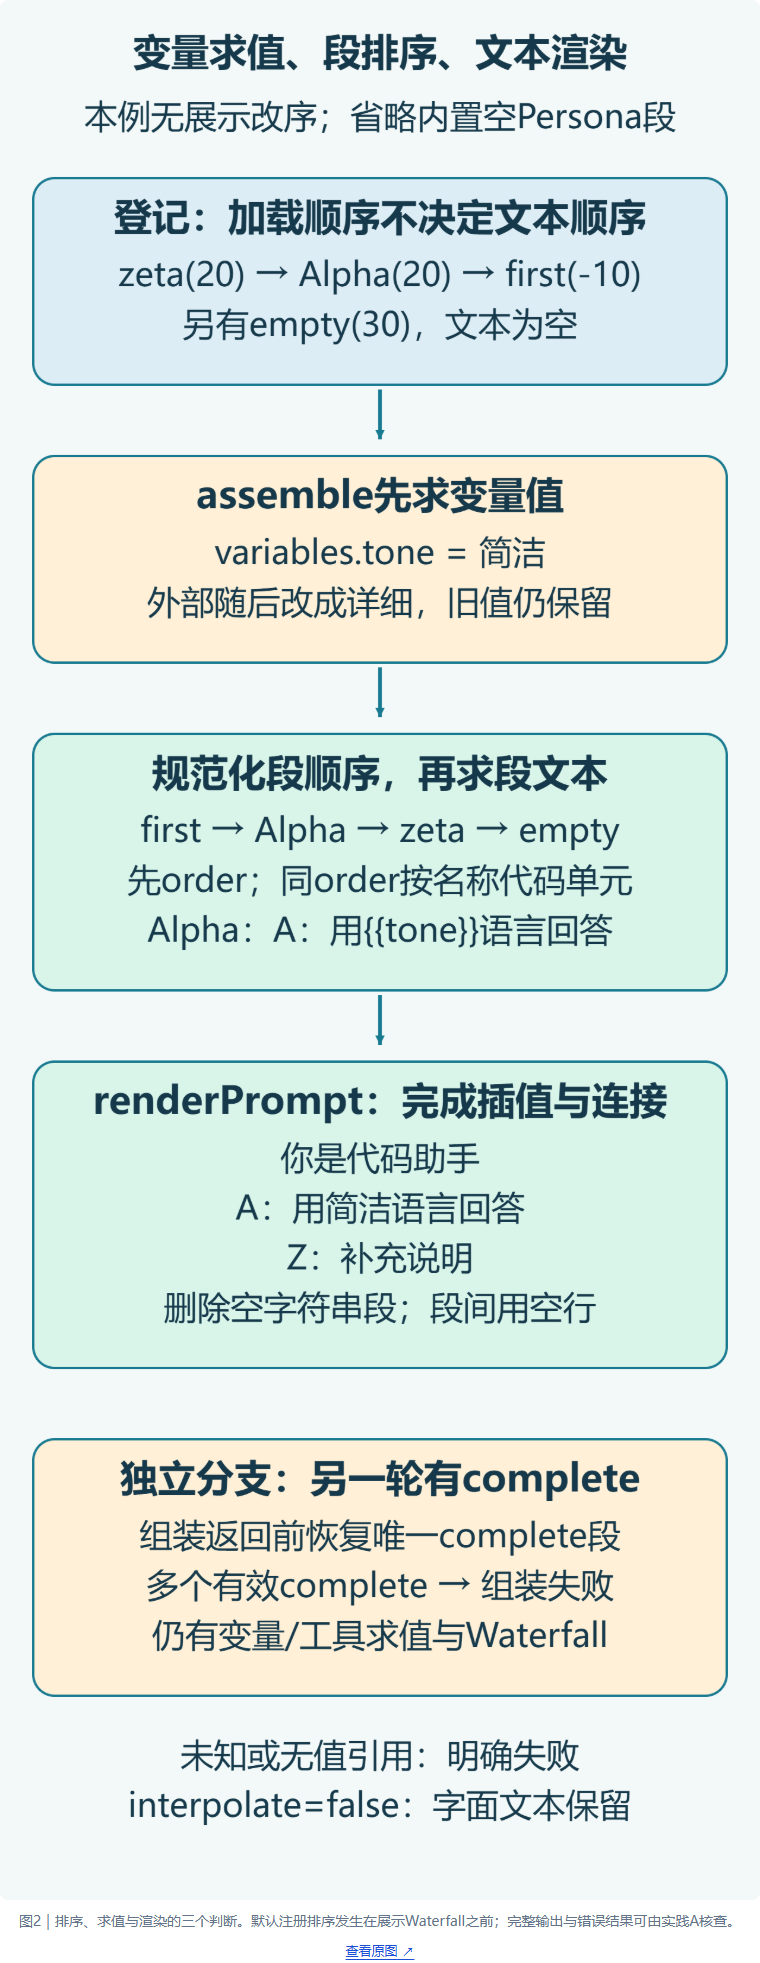 变量求值、段排序、文本渲染
本例无展示改序；省略内置空Persona段
登记：加载顺序不决定文本顺序
zeta(20) → Alpha(20) → first(-10)
另有empty(30)，文本为空
assemble先求变量值
variables.tone = 简洁
外部随后改成详细，旧值仍保留
规范化段顺序，再求段文本
first → Alpha → zeta → empty
先order；同order按名称代码单元
Alpha：A：用{{tone}}语言回答
renderPrompt：完成插值与连接
你是代码助手
A：用简洁语言回答
Z：补充说明
删除空字符串段；段间用空行
独立分支：另一轮有complete
组装返回前恢复唯一complete段
多个有效complete → 组装失败
仍有变量/工具求值与Waterfall
未知或无值引用：明确失败
interpolate=false：字面文本保留
图2｜排序、求值与渲染的三个判断。默认注册排序发生在展示Waterfall之前；完整输出与错误结果可由实践A核查。
查看原图 ↗